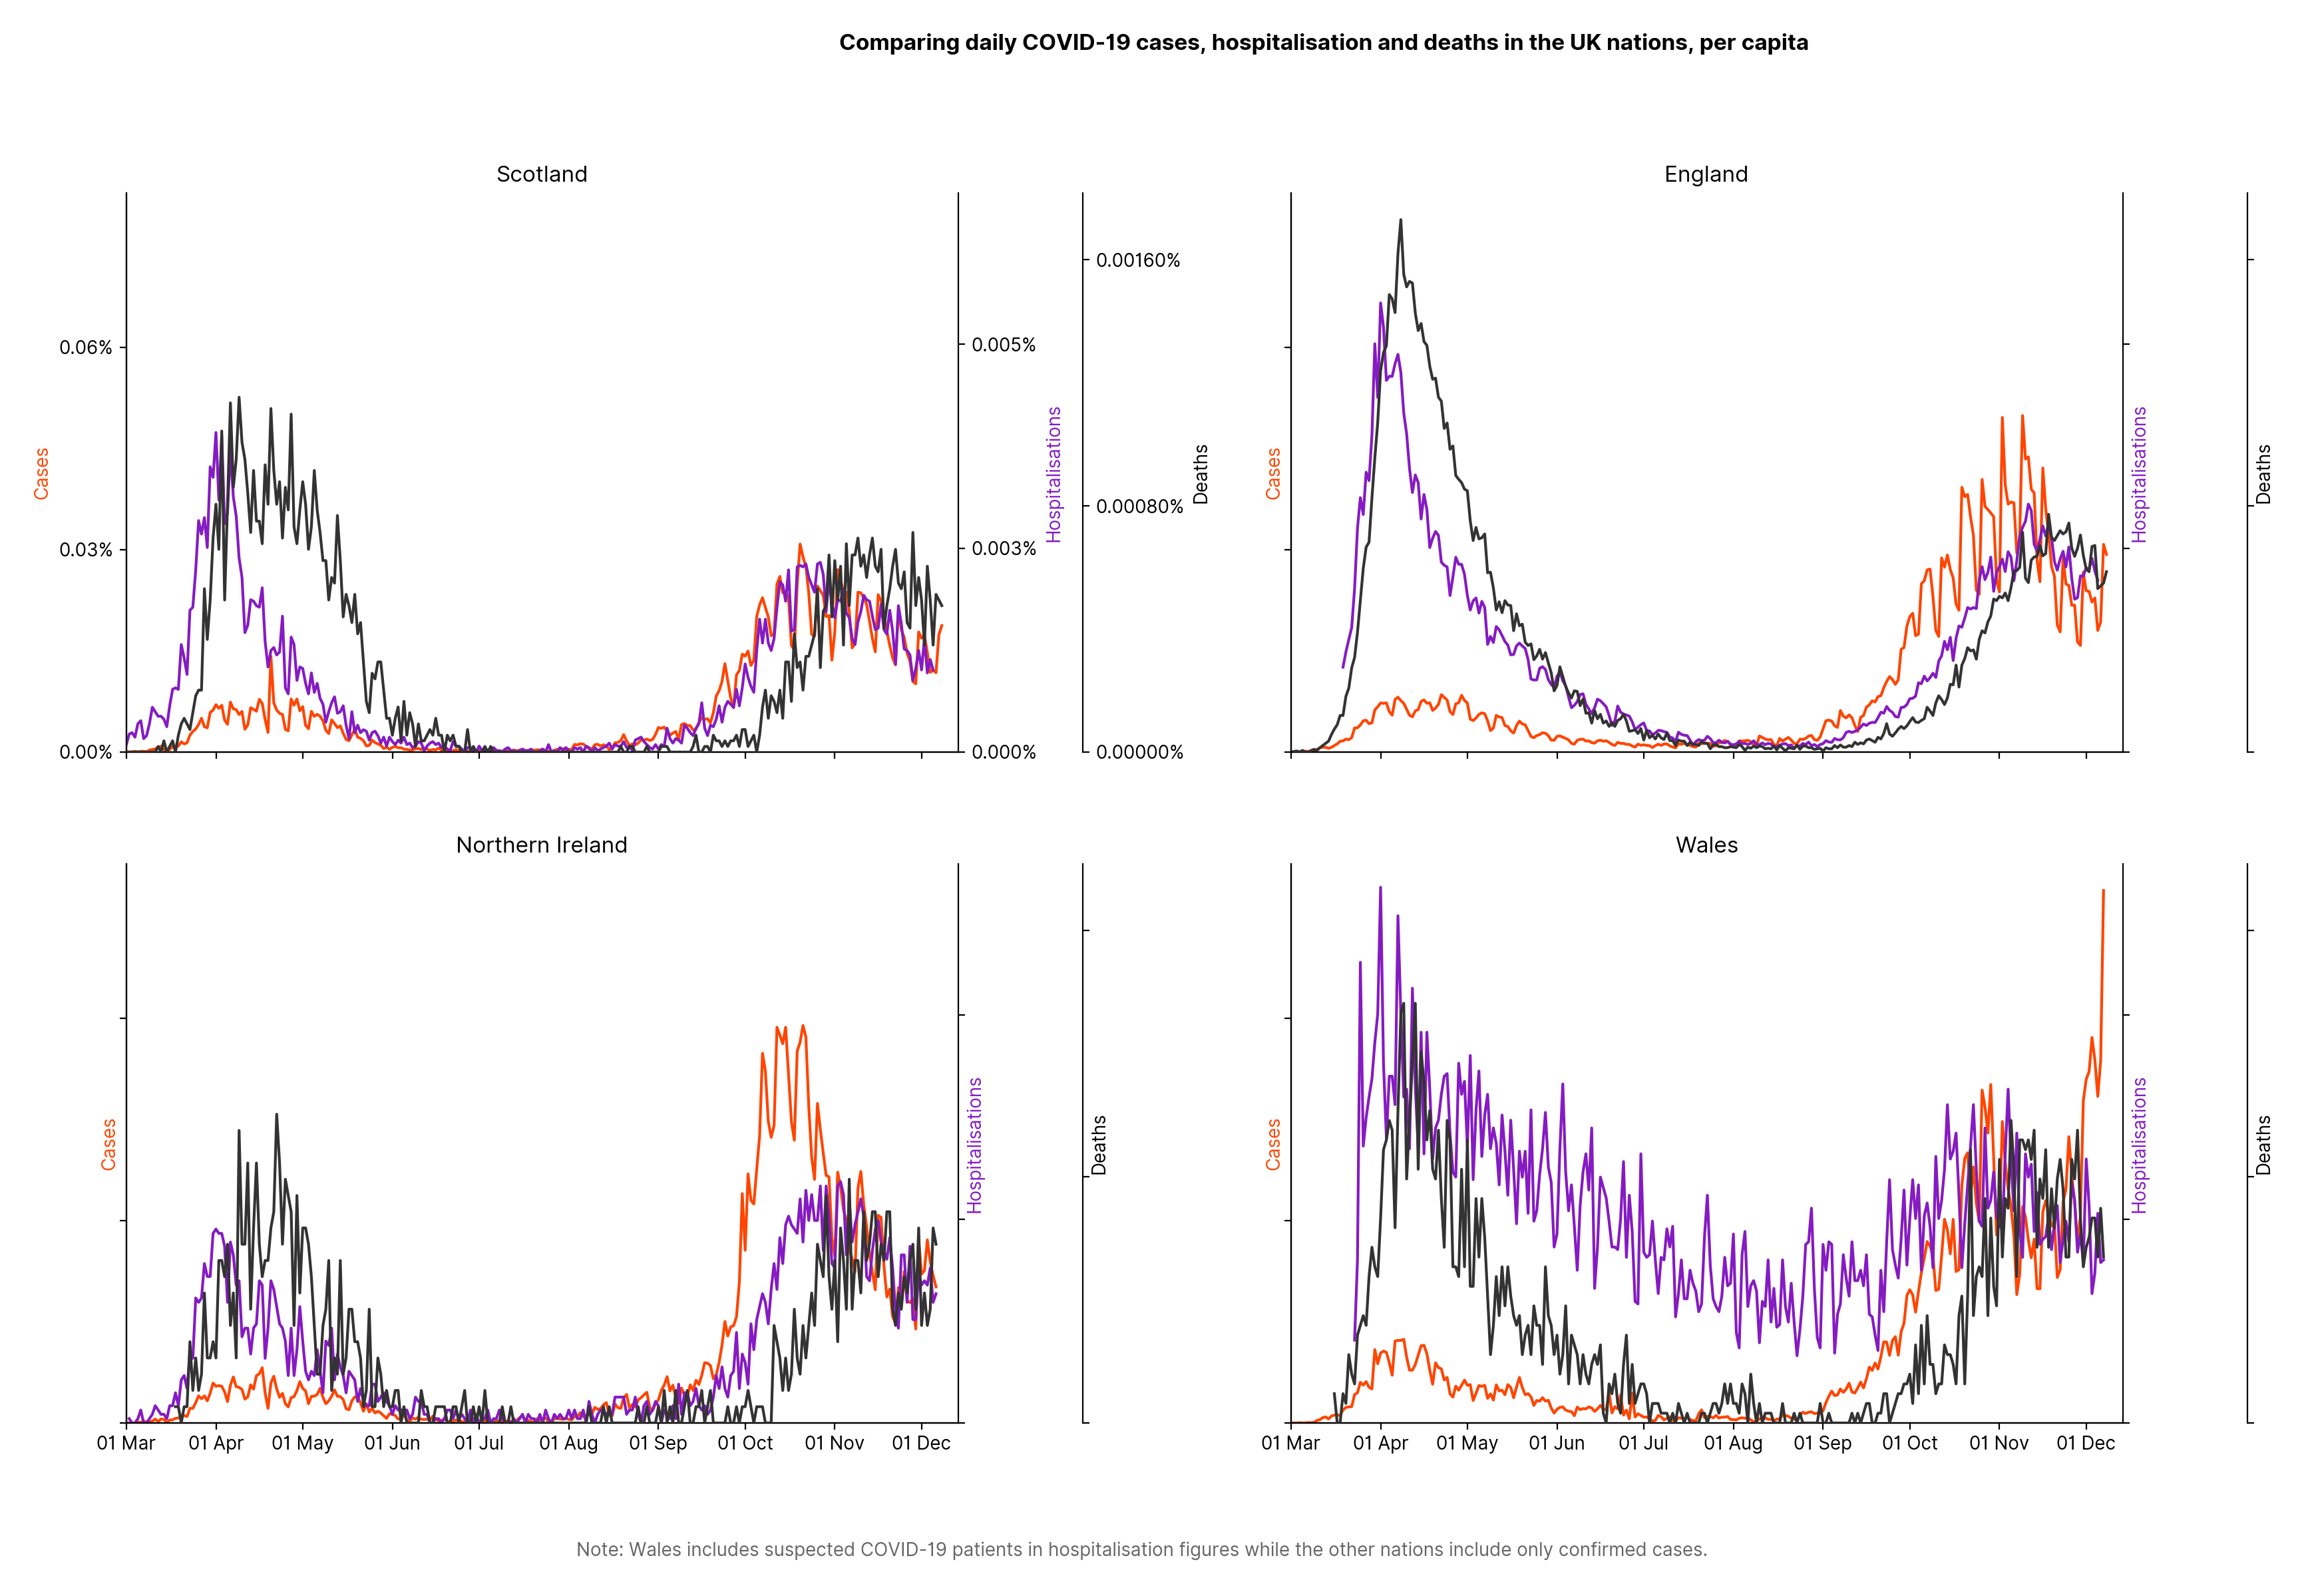 Comparing daily COVID-19 cases, hospitalisation and deaths in the UK nations, per capita
Scotland
0.06%
0.03%
0.00%
Cases
0.005%
0.003%
0.000%
Hospitalisations
0.00160%
0.00080%
0.00000%
Deaths
England
Cases
Hospitalisations
Deaths
Northern Ireland
Cases
Hospitalisations
Deaths
01 Mar 01 Apr 01 May 01 Jun 01 Jul 01 Aug 01 Sep 01 Oct 01 Nov 01 Dec
Wales
Cases
Hospitalisations
Deaths
01 Mar 01 Apr 01 May 01 Jun 01 Jul 01 Aug 01 Sep 01 Oct 01 Nov 01 Dec
Note: Wales includes suspected COVID-19 patients in hospitalisation figures while the other nations include only confirmed cases.